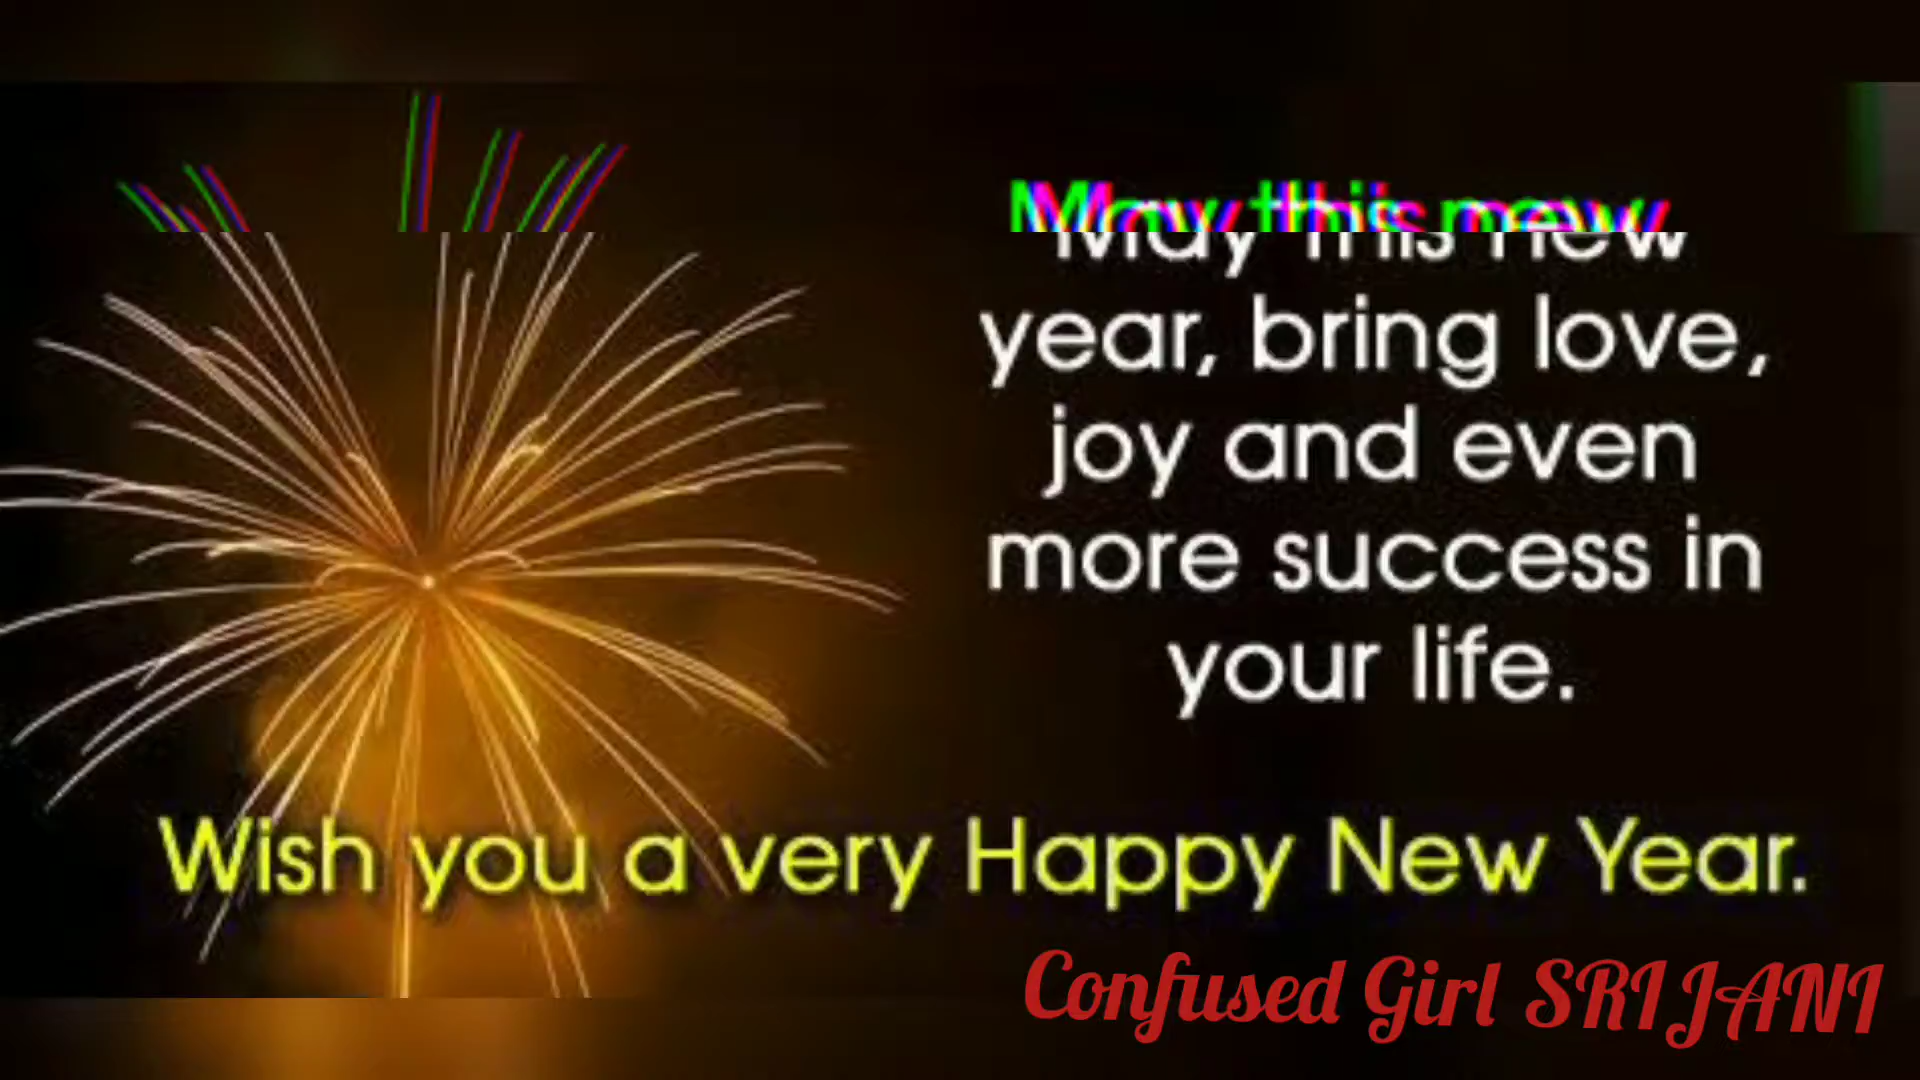 May this new
year, bring love,
joy and even
more success in
your life.
Wish you a very Happy New Year.
Confused Girl SRIJANI